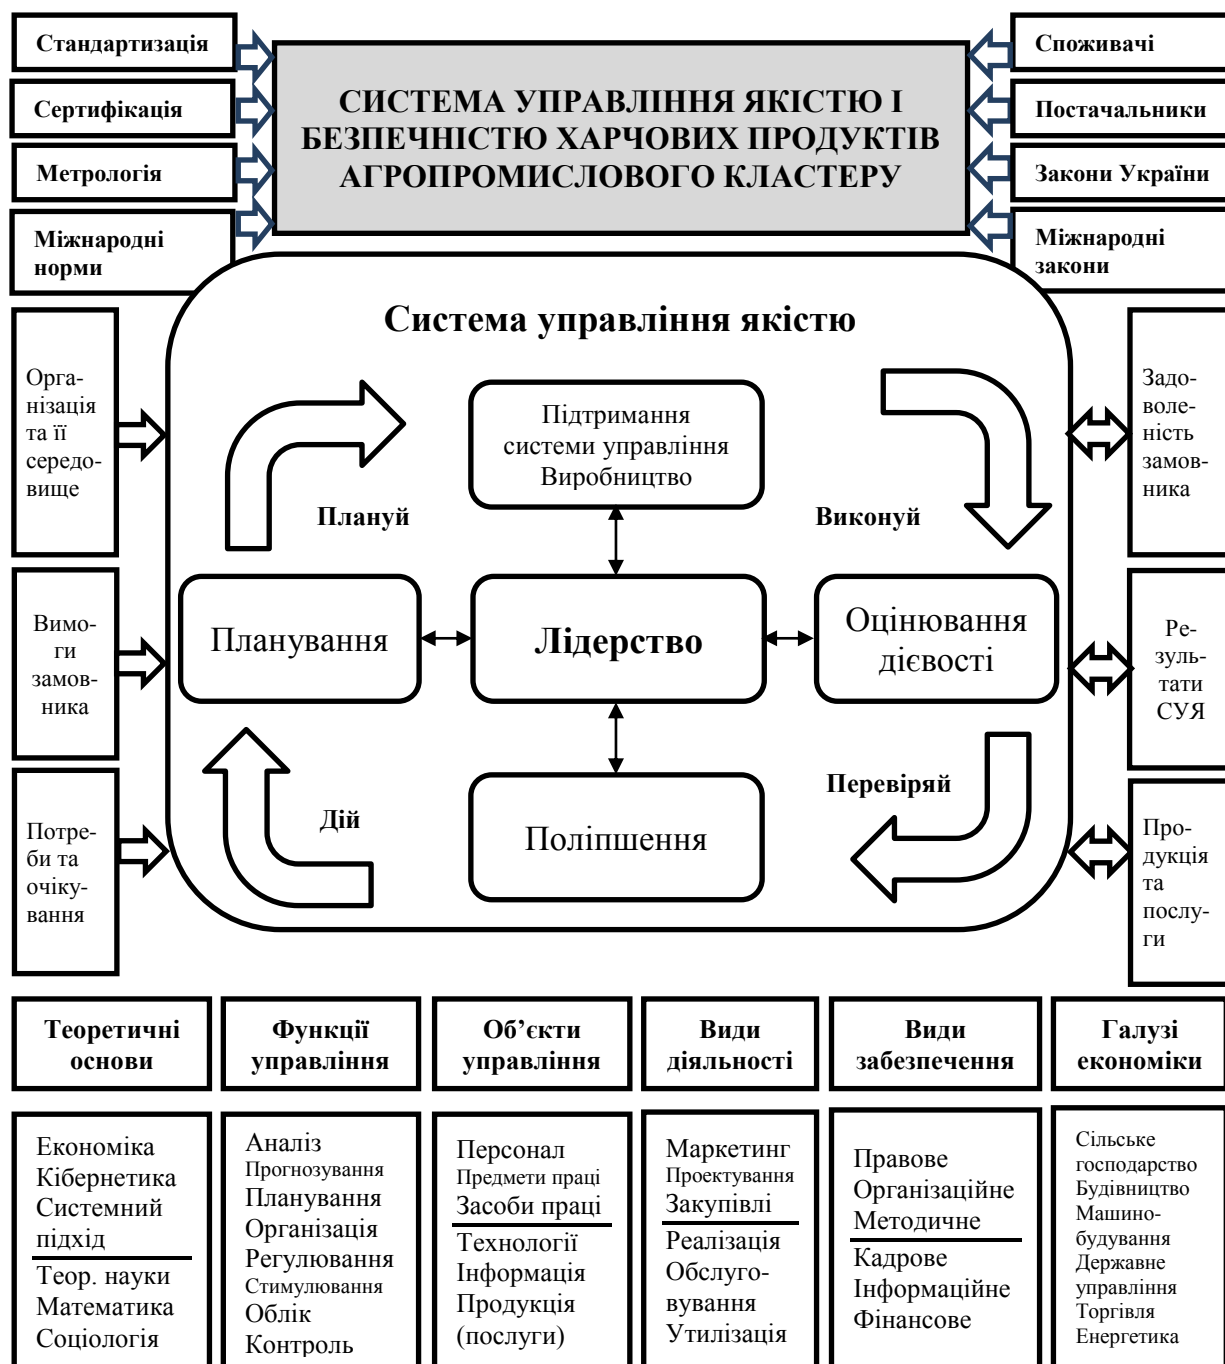 Стандартизація
Сертифікація
Метрологія
Міжнародні
норми
СИСТЕМА УПРАВЛІННЯ ЯКІСТЮ І
БЕЗПЕЧНІСТЮ ХАРЧОВИХ ПРОДУКТІВ
АГРОПРОМИСЛОВОГО КЛАСТЕРУ
Споживачі
Постачальники
Закони України
Міжнародні
закони
Система управління якістю
Орга-
нізація
та її
середо-
вище
Вимо-
ги
замов-
ника
Потре-
би та
очіку-
вання
Підтримання
системи управління
Виробництво
Плануй
Виконуй
Планування
Лідерство
Оцінювання
дієвості
Дій
Перевіряй
Поліпшення
Задо-
воле-
ність
замов-
ника
Ре-
зуль-
тати
СУЯ
Про-
дукція
та
послу-
ги
Теоретичні
основи
Функції
управління
Об’єкти
управління
Види
діяльності
Види
забезпечення
Галузі
економіки
Економіка
Кібернетика
Системний
підхід
Теор. науки
Математика
Соціологія
Аналіз
Прогнозування
Планування
Організація
Регулювання
Стимулювання
Облік
Контроль
Персонал
Предмети праці
Засоби праці
Технології
Інформація
Продукція
(послуги)
Маркетинг
Проектування
Закупівлі
Реалізація
Обслуго-
вування
Утилізація
Правове
Організаційне
Методичне
Кадрове
Інформаційне
Фінансове
Сільське
господарство
Будівництво
Машино-
будування
Державне
управління
Торгівля
Енергетика